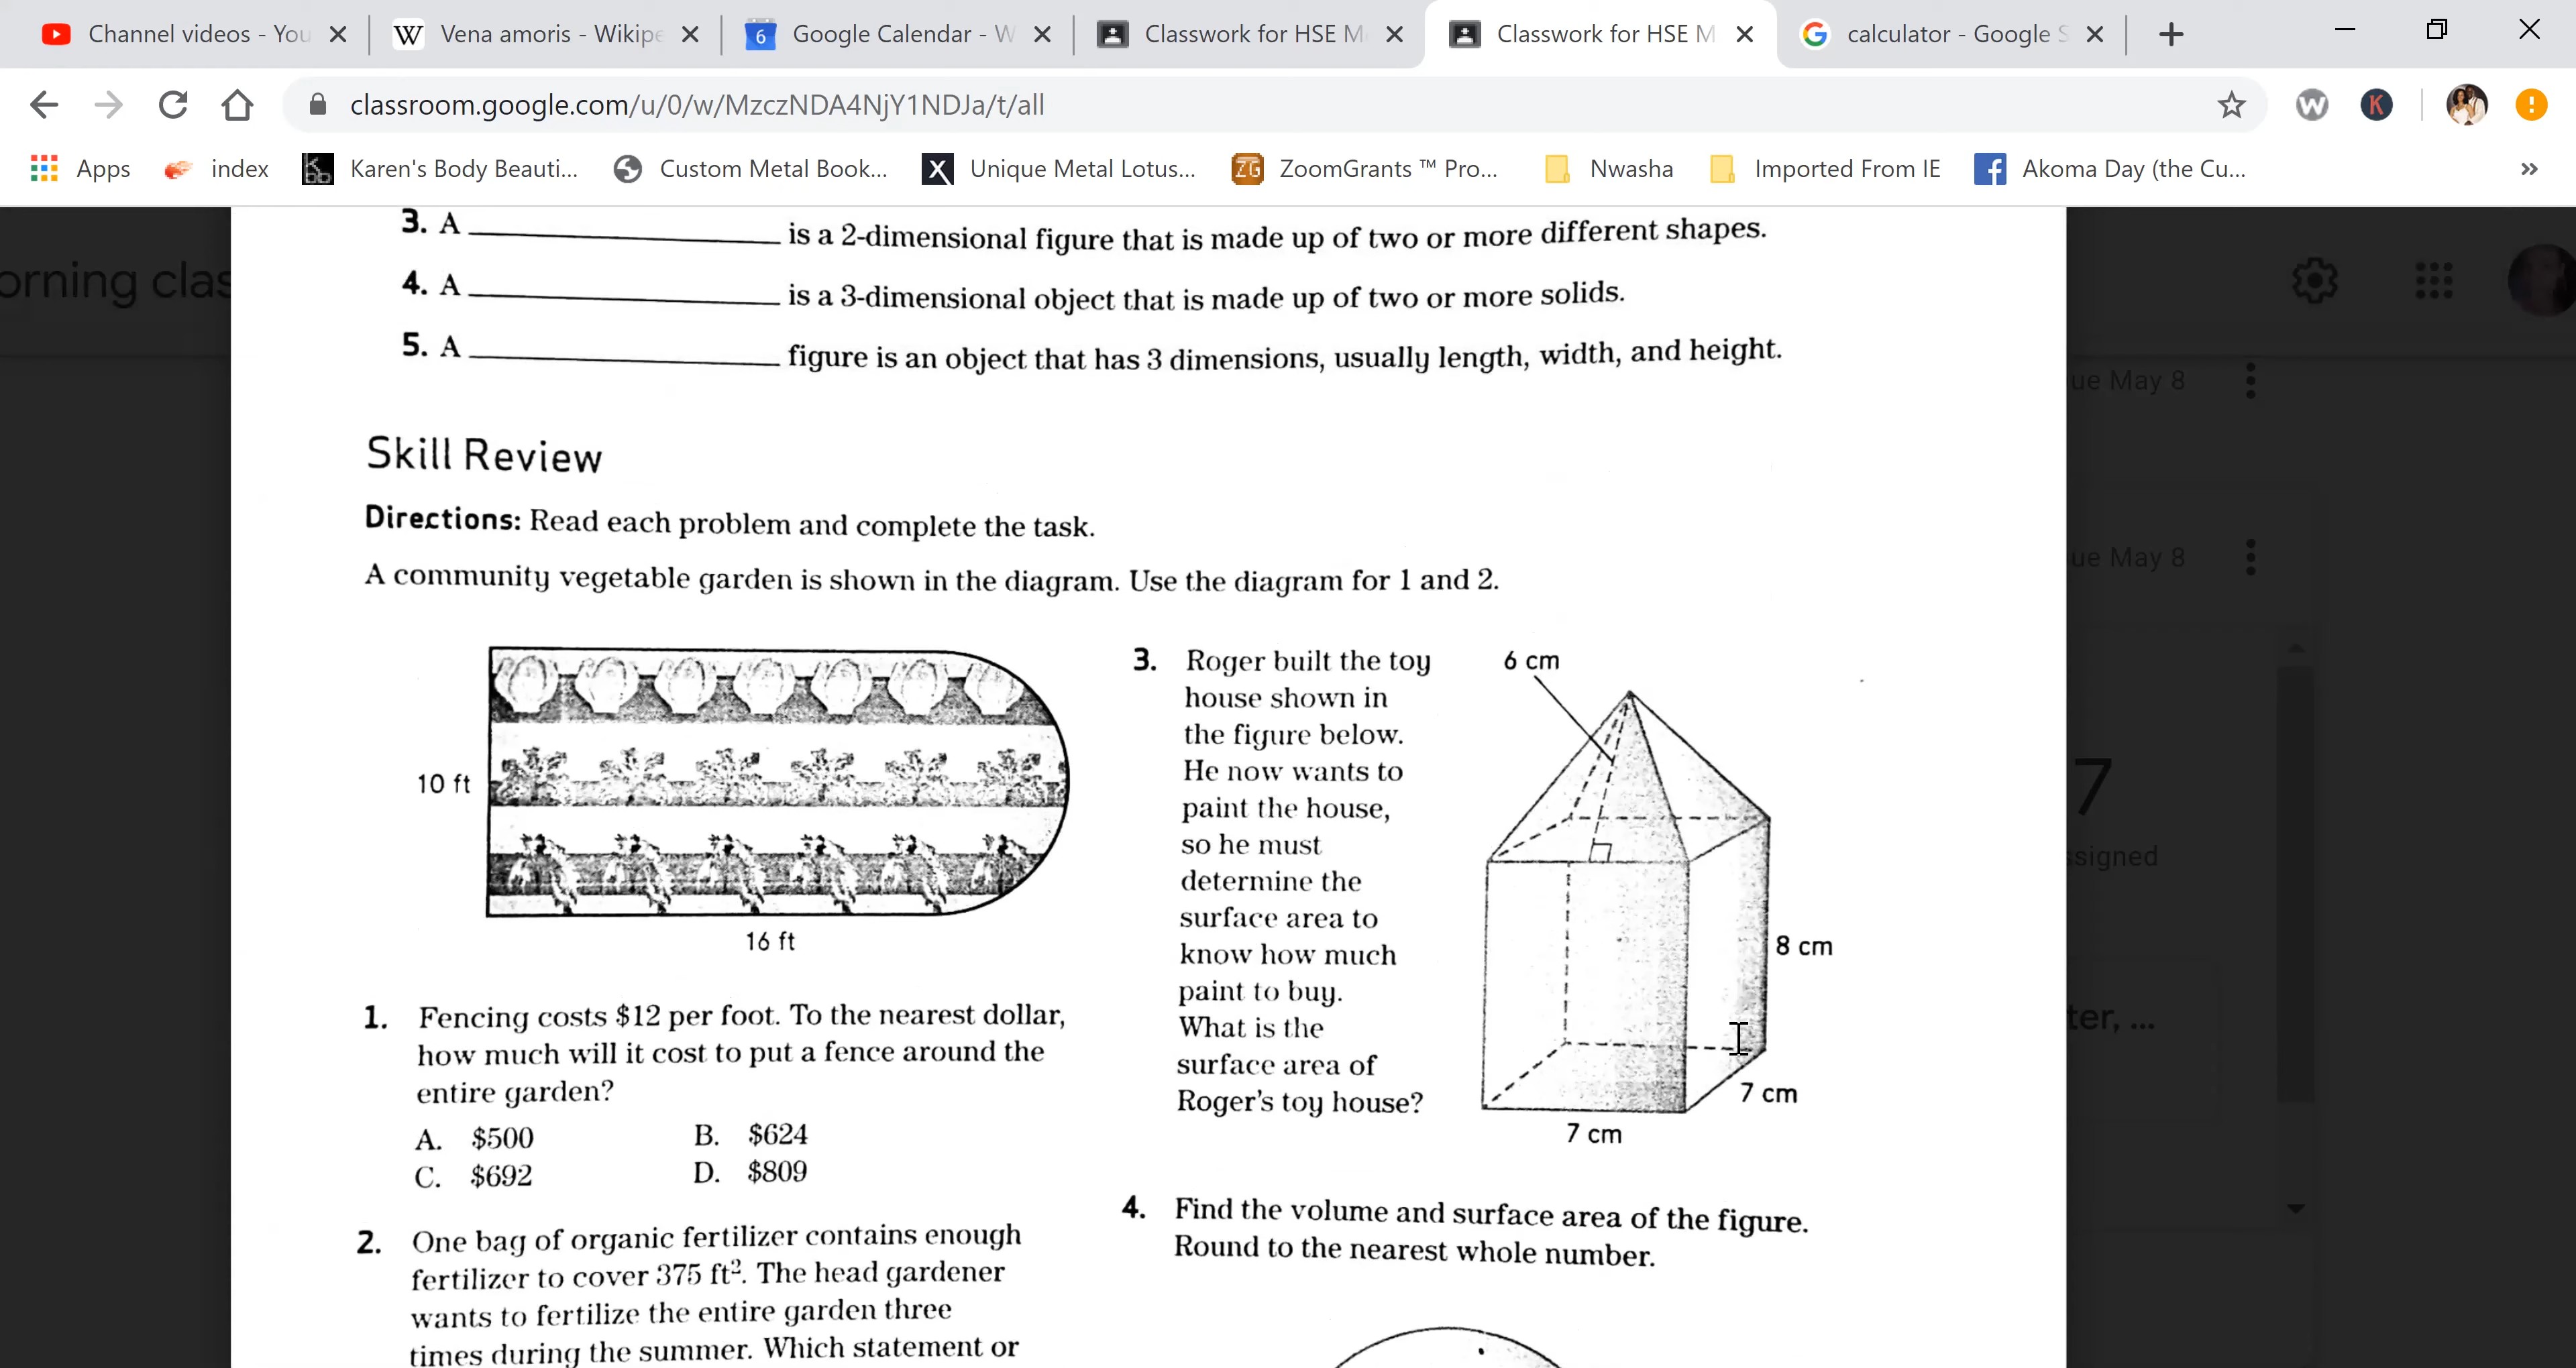 Channel videos - You
Vena amoris - Wikipe
Google Calendar - W
Classwork for HSE M
Classwork for HSE M
calculator - Google S
classroom.google.com/u/0/w/MzczNDA4NjY1NDJa/t/all
Apps
index
Karen's Body Beauti...
Custom Metal Book...
Unique Metal Lotus...
ZoomGrants ™ Pro...
Nwasha
Imported From IE
Akoma Day (the Cu...
orning clas
3. A ____________ is a 2-dimensional figure that is made up of two or more different shapes.
4. A ____________ is a 3-dimensional object that is made up of two or more solids.
5. A ____________ figure is an object that has 3 dimensions, usually length, width, and height.
Skill Review
Directions: Read each problem and complete the task.
A community vegetable garden is shown in the diagram. Use the diagram for 1 and 2.
10 ft
16 ft
1. Fencing costs $12 per foot. To the nearest dollar,
how much will it cost to put a fence around the
entire garden?
A. $500 B. $624
C. $692 D. $809
2. One bag of organic fertilizer contains enough
fertilizer to cover 375 ft². The head gardener
wants to fertilize the entire garden three
times during the summer. Which statement or
3. Roger built the toy
house shown in
the figure below.
He now wants to
paint the house,
so he must
determine the
surface area to
know how much
paint to buy.
What is the
surface area of
Roger's toy house?
6 cm
8 cm
7 cm
7 cm
4. Find the volume and surface area of the figure.
Round to the nearest whole number.
ue May 8
ue May 8
7
ssigned
ter, ...